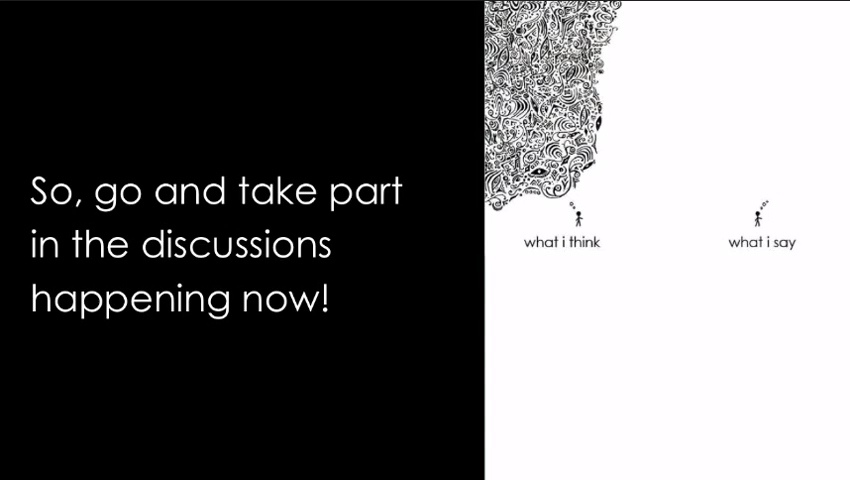 So, go and take part
in the discussions
happening now!
what i think
what i say